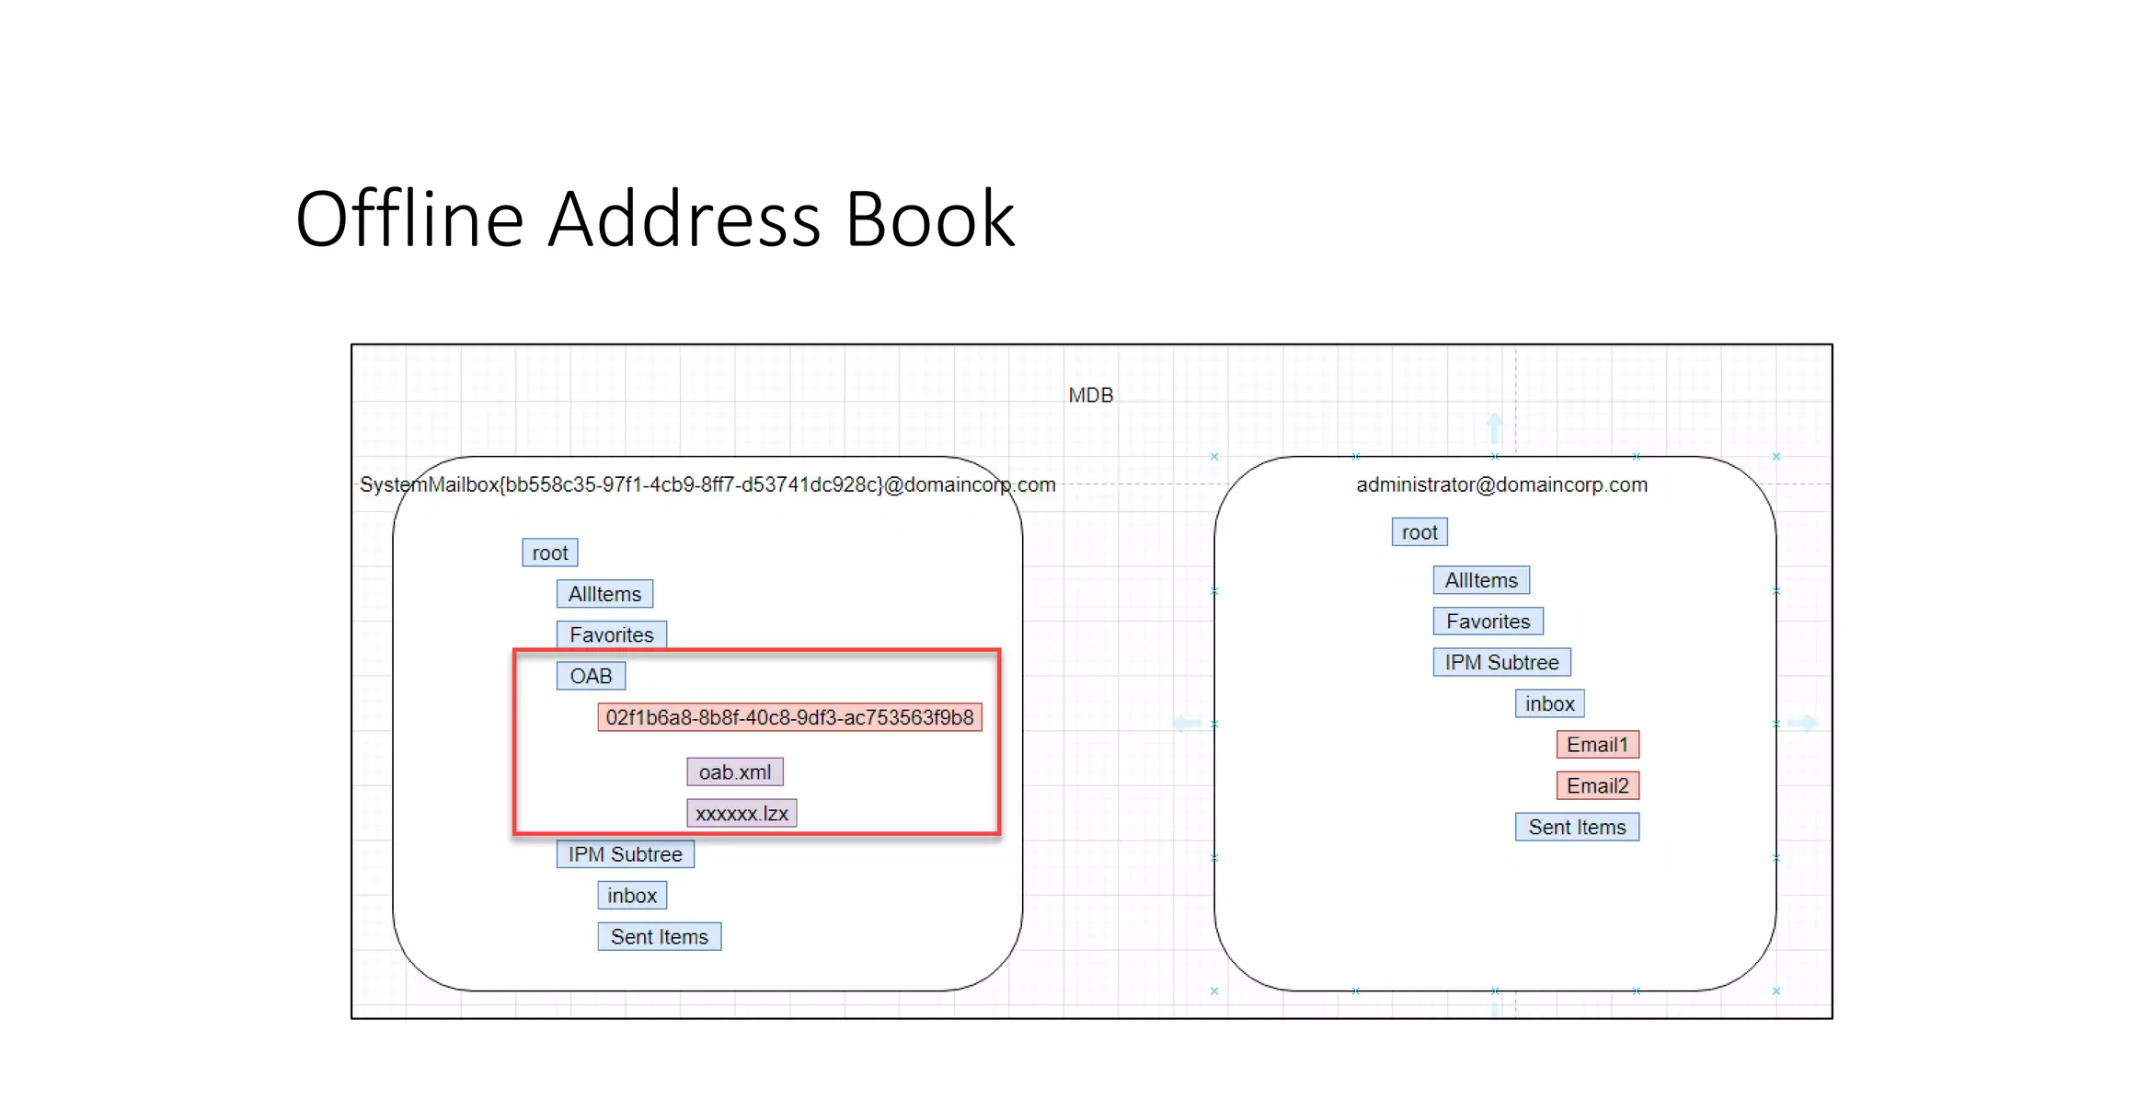 Offline Address Book
MDB
SystemMailbox{bb558c35-97f1-4cb9-8ff7-d53741dc928c}@domaincorp.com
root
AllItems
Favorites
OAB
02f1b6a8-8b8f-40c8-9df3-ac753563f9b8
oab.xml
xxxxxx.lzx
IPM Subtree
inbox
Sent Items
administrator@domaincorp.com
root
AllItems
Favorites
IPM Subtree
inbox
Email1
Email2
Sent Items